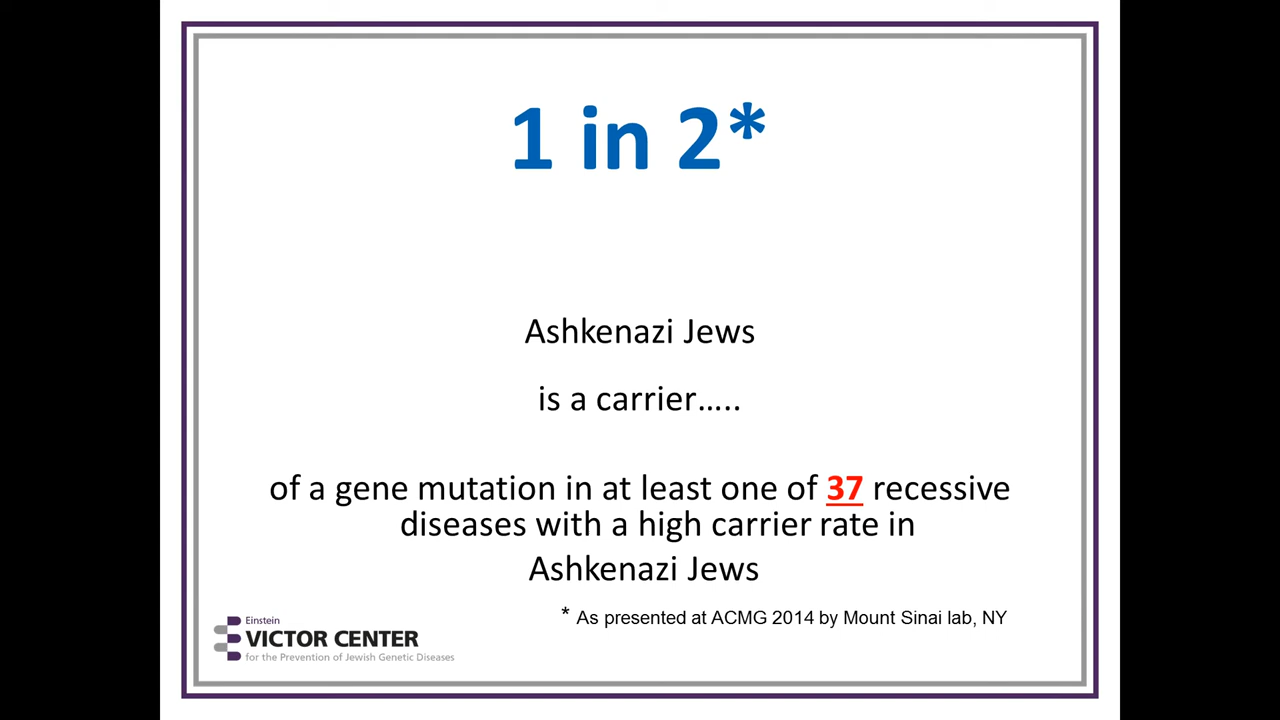 1 in 2*
Ashkenazi Jews
is a carrier.....
of a gene mutation in at least one of 37 recessive
diseases with a high carrier rate in
Ashkenazi Jews
* As presented at ACMG 2014 by Mount Sinai lab, NY
Einstein
VICTOR CENTER
for the Prevention of Jewish Genetic Diseases